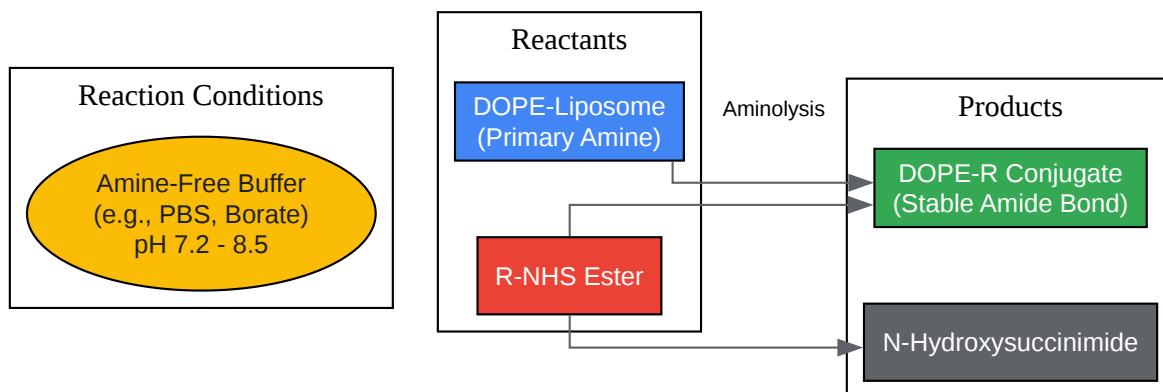 Reaction Conditions
Amine-Free Buffer
(e.g., PBS, Borate)
pH 7.2 - 8.5
Reactants
DOPE-Liposome
(Primary Amine)
R-NHS Ester
Aminolysis
Products
DOPE-R Conjugate
(Stable Amide Bond)
N-Hydroxysuccinimide